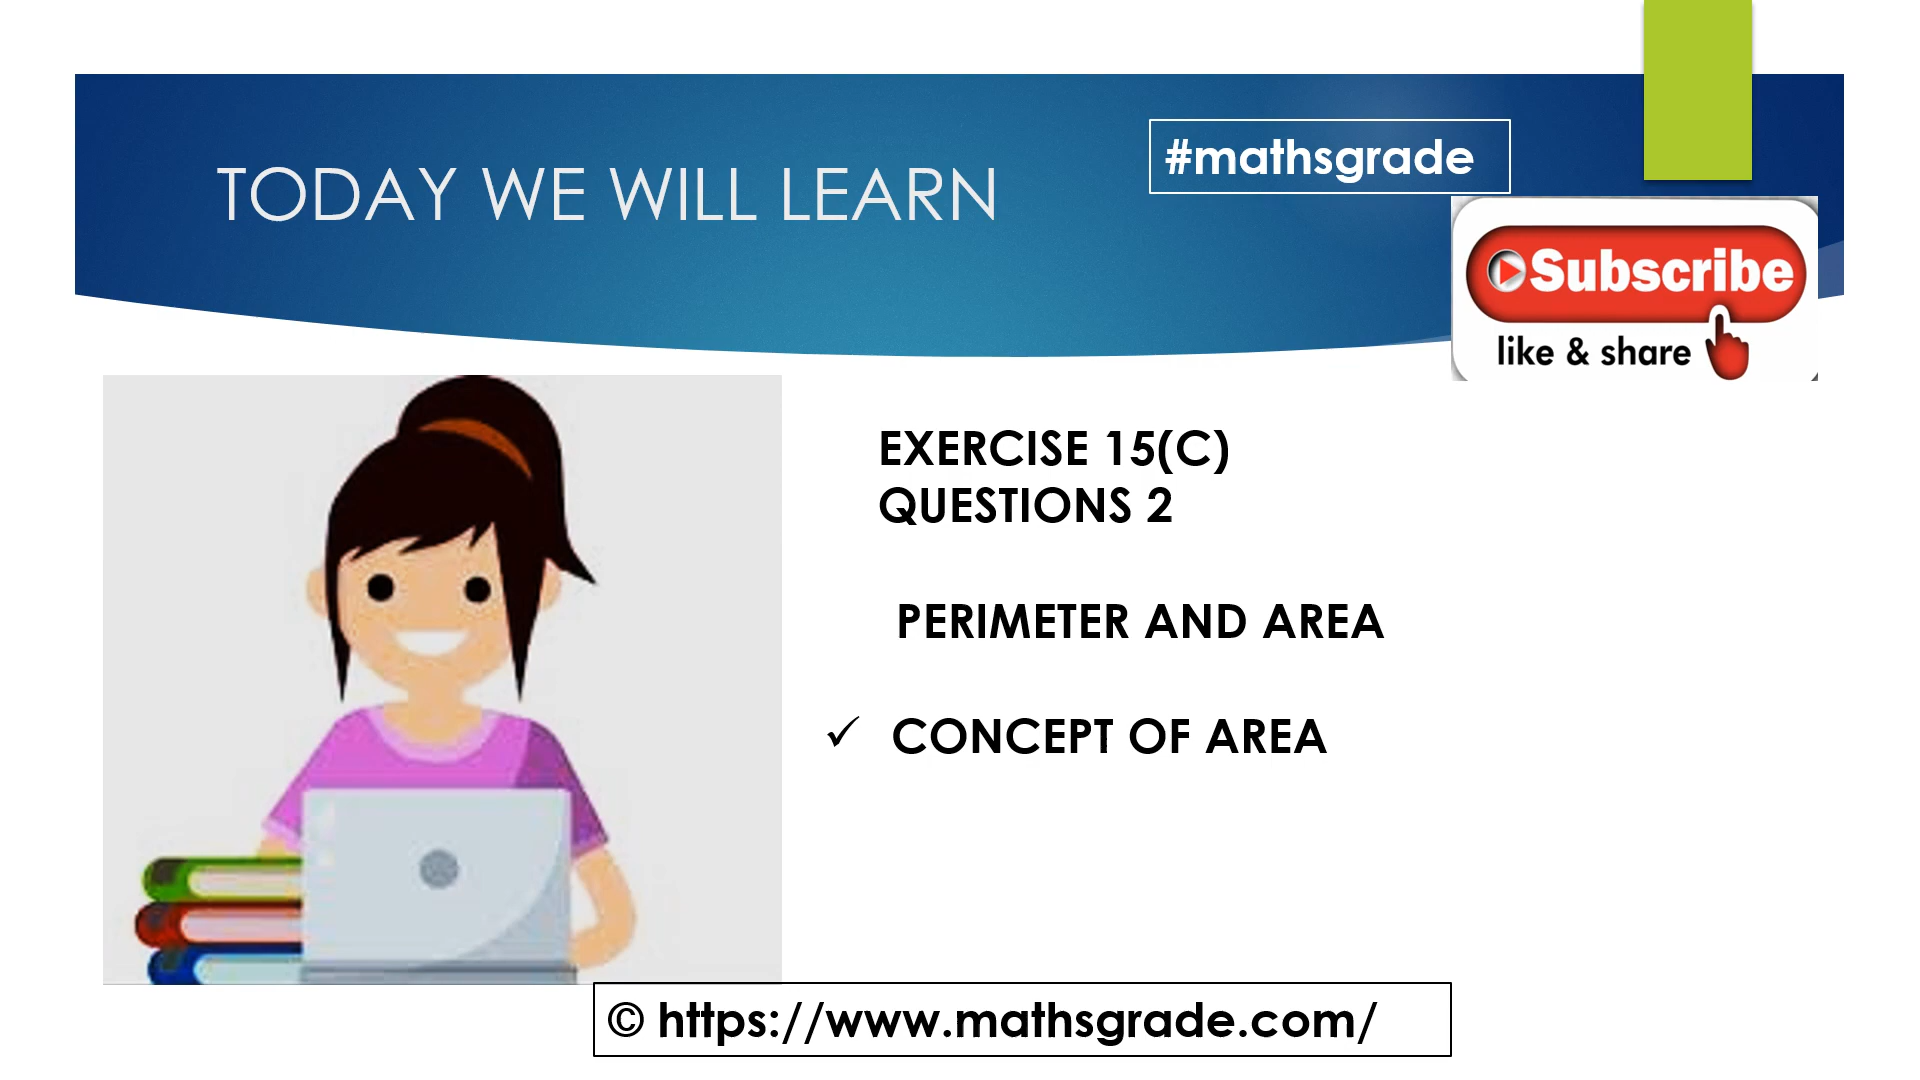 TODAY WE WILL LEARN
#mathsgrade
Subscribe
like & share
EXERCISE 15(C)
QUESTIONS 2
PERIMETER AND AREA
✓ CONCEPT OF AREA
© https://www.mathsgrade.com/